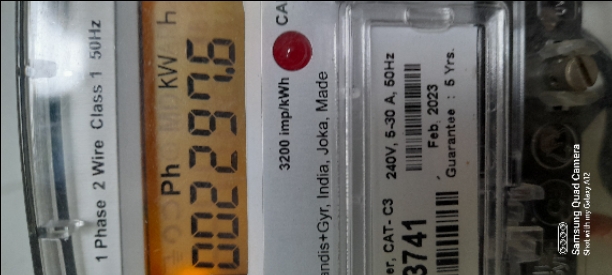 1 Phase 2 Wire Class 1 50Hz
Ph kW h
002297.6
3200 imp/kWh CA
andis+Gyr, India, Joka, Made
er, CAT- C3 240V, 5-30 A, 50Hz
3741 Feb 2023
Guarantee : 5 Yrs.
Samsung Quad Camera
Shot with my Galaxy A12